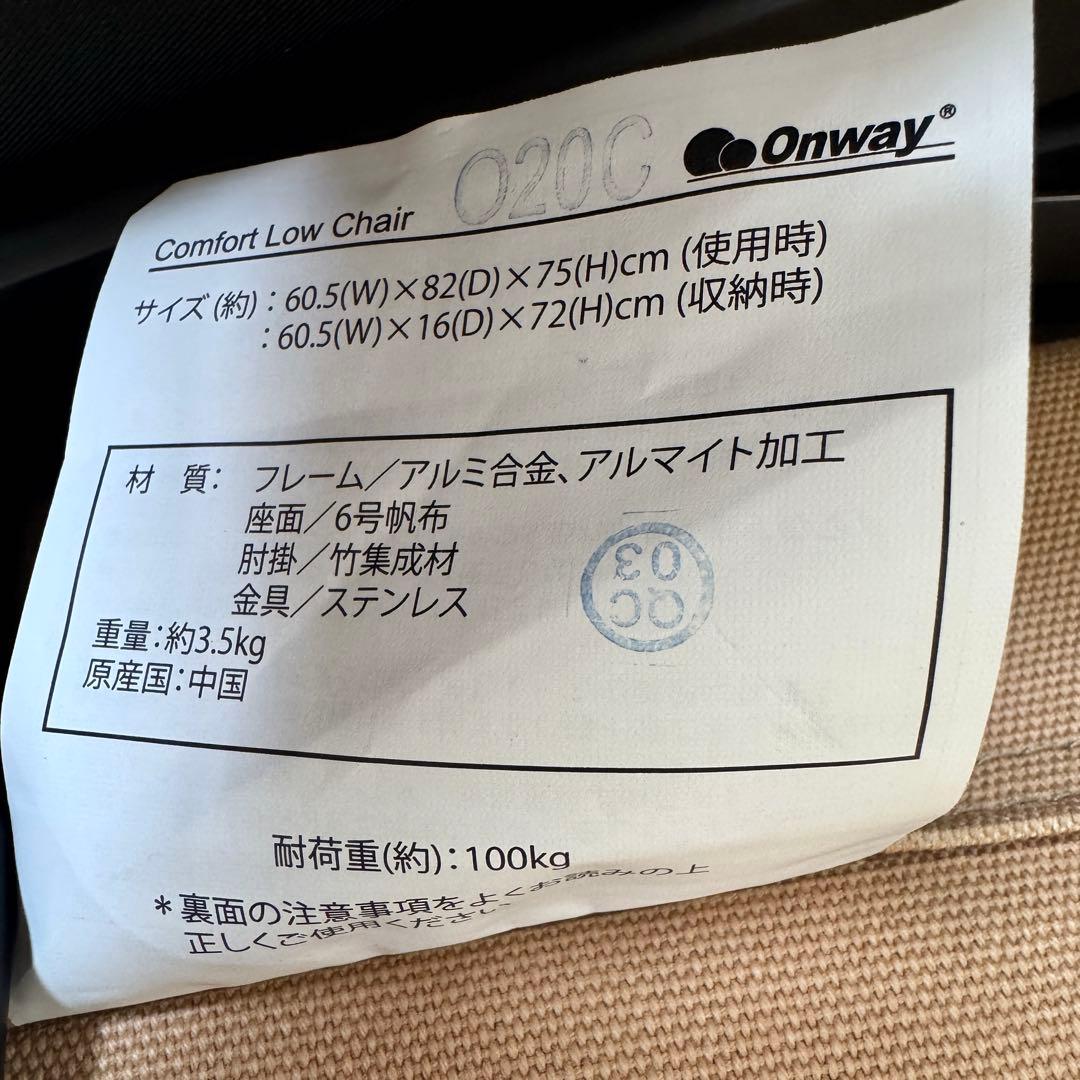 O20C
Onway®
Comfort Low Chair
サイズ(約):60.5(W)×82(D)×75(H)cm(使用時)
:60.5(W)×16(D)×72(H)cm(収納時)
材 質: フレーム/アルミ合金、アルマイト加工
座面/6号帆布
肘掛/竹集成材
金具/ステンレス
重量:約3.5kg
原産国:中国
QC
03
耐荷重(約):100kg
*裏面の注意事項をよくお読みの上
正しくご使用ください。